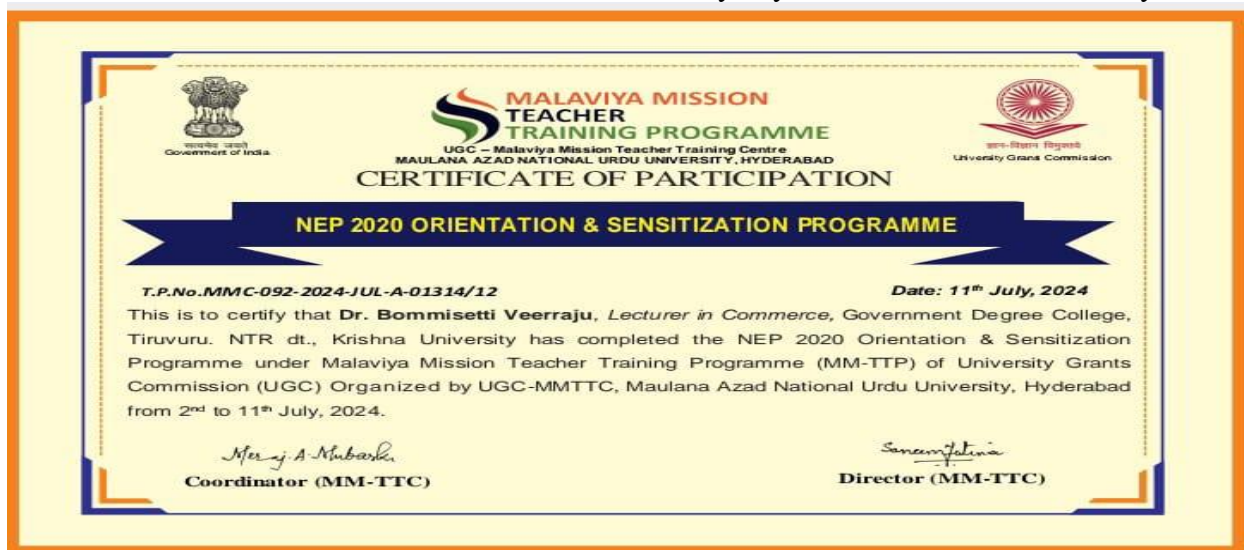 सत्यमेव जयते
Government of India
MALAVIYA MISSION
TEACHER
TRAINING PROGRAMME
UGC – Malaviya Mission Teacher Training Centre
MAULANA AZAD NATIONAL URDU UNIVERSITY, HYDERABAD
ज्ञान-विज्ञान विमुक्तये
University Grants Commission
CERTIFICATE OF PARTICIPATION
NEP 2020 ORIENTATION & SENSITIZATION PROGRAMME
T.P.No.MMC-092-2024-JUL-A-01314/12 Date: 11th July, 2024
This is to certify that Dr. Bommisetti Veerraju, Lecturer in Commerce, Government Degree College,
Tiruvuru. NTR dt., Krishna University has completed the NEP 2020 Orientation & Sensitization
Programme under Malaviya Mission Teacher Training Programme (MM-TTP) of University Grants
Commission (UGC) Organized by UGC-MMTTC, Maulana Azad National Urdu University, Hyderabad
from 2nd to 11th July, 2024.
Coordinator (MM-TTC) Director (MM-TTC)